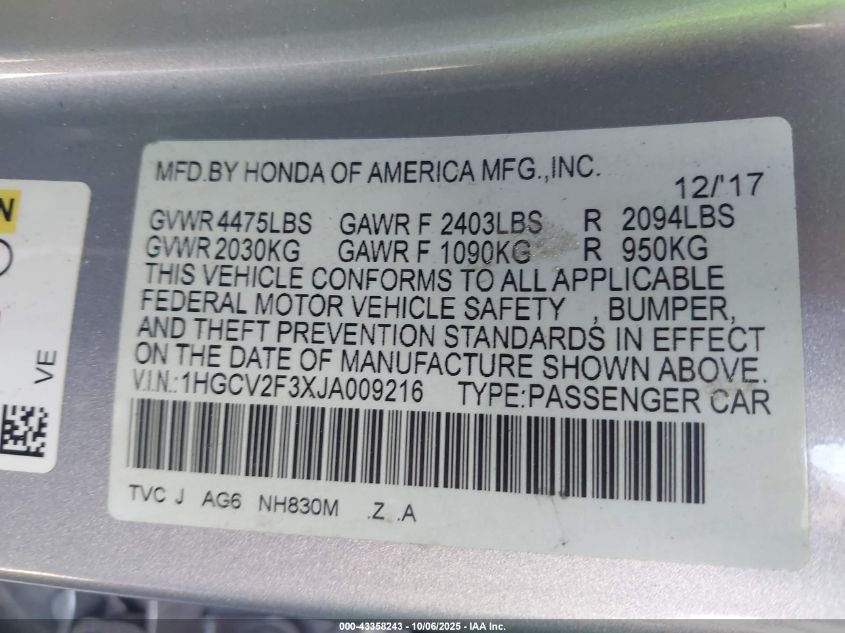 N
VE
MFD.BY HONDA OF AMERICA MFG.,INC.
12/'17
GVWR 4475LBS GAWR F 2403LBS R 2094LBS
GVWR 2030KG GAWR F 1090KG R 950KG
THIS VEHICLE CONFORMS TO ALL APPLICABLE
FEDERAL MOTOR VEHICLE SAFETY , BUMPER,
AND THEFT PREVENTION STANDARDS IN EFFECT
ON THE DATE OF MANUFACTURE SHOWN ABOVE.
V.I.N.:1HGCV2F3XJA009216 TYPE:PASSENGER CAR
TVC J AG6 NH830M .Z .A
000-43358243 - 10/06/2025 - IAA Inc.